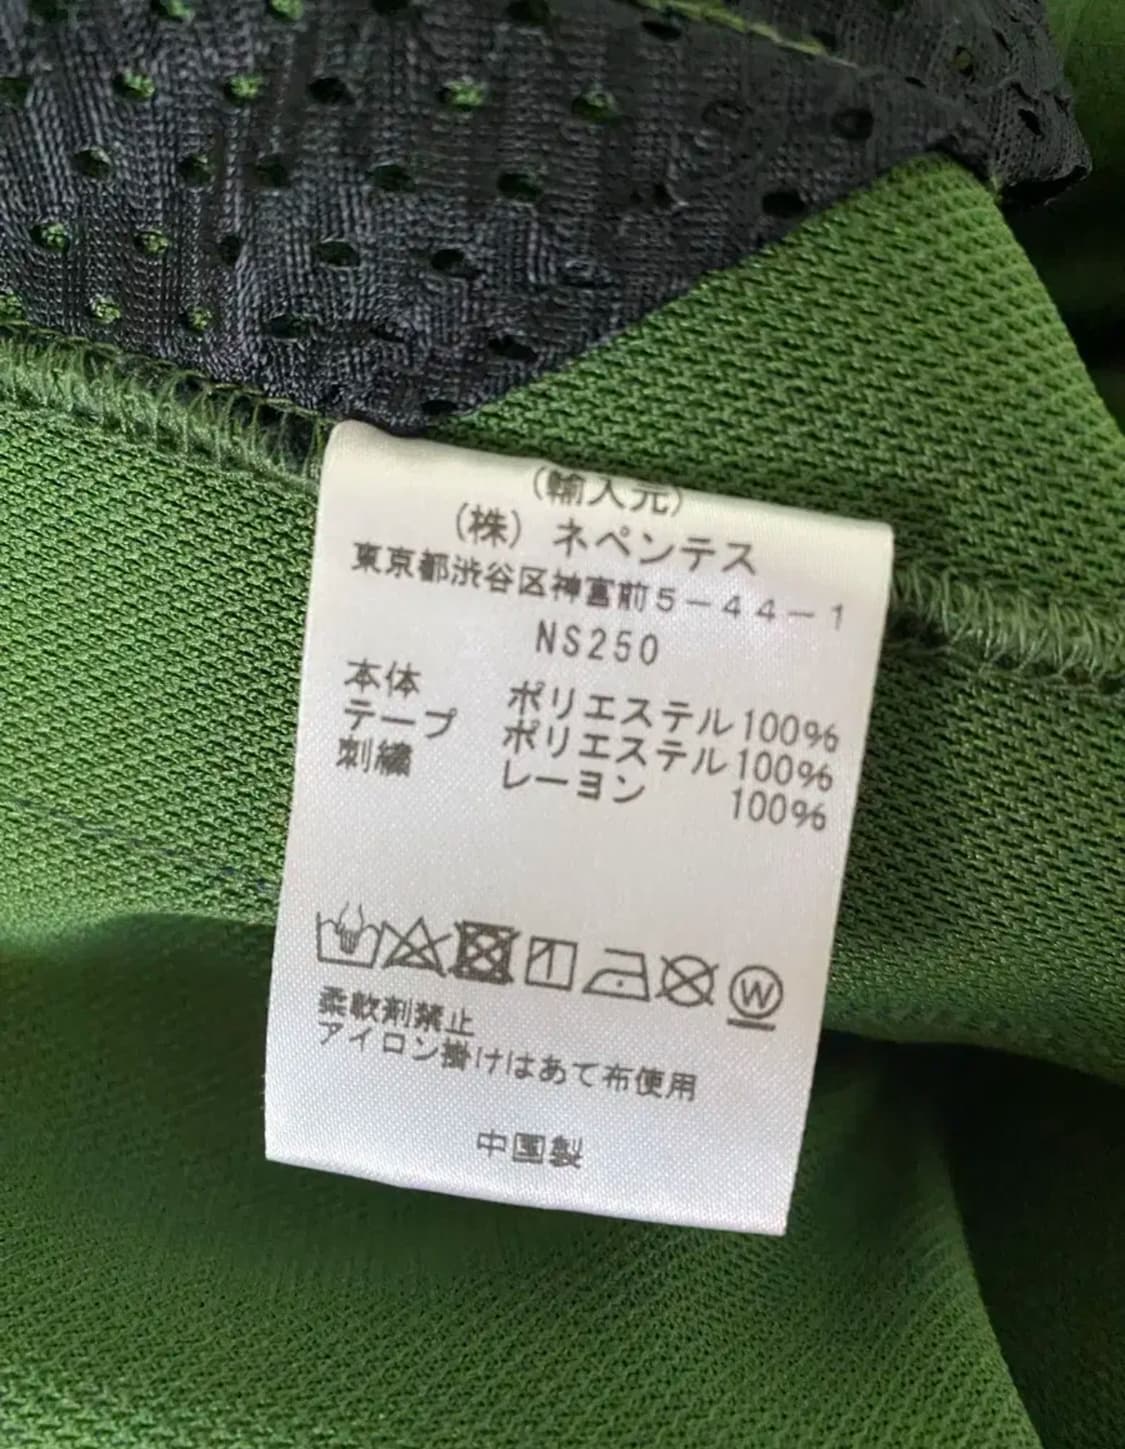 (輸入元)
(株) ネペンテス
東京都渋谷区神宮前5-44-1
NS250
本体 ポリエステル100%
テープ ポリエステル100%
刺繍 レーヨン 100%
W
柔軟剤禁止
アイロン掛けはあて布使用
中国製